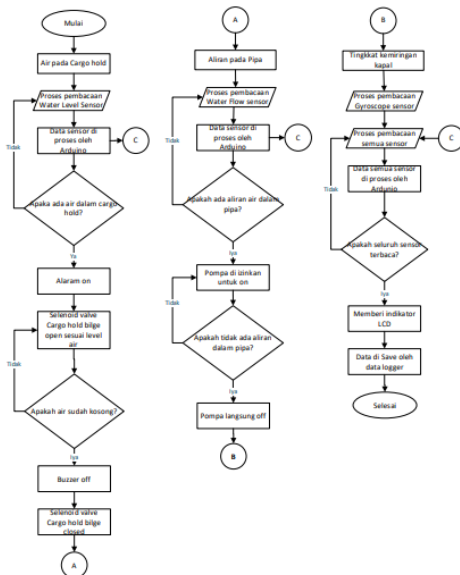 Mulai
Air pada Cargo hold
Proses pembacaan
Water Level Sensor
Data sensor di
proses oleh
Arduino
C
Tidak
Apaka ada air dalam cargo
hold?
Ya
Alaram on
Selenoid valve
Cargo hold bilge
open sesuai level
air
Tidak
Apakah air sudah kosong?
Iya
Buzzer off
Selenoid valve
Cargo hold bilge
closed
A
A
Aliran pada Pipa
Proses pembacaan
Water Flow sensor
Data sensor di
proses oleh
Arduino
C
Tidak
Apakah ada aliran air dalam
pipa?
Iya
Pompa di izinkan
untuk on
Tidak
Apakah tidak ada aliran
dalam pipa?
Iya
Pompa langsung off
B
B
Tingkkat kemiringan
kapal
Proses pembacaan
Gyroscope sensor
Proses pembacaan
semua sensor
C
Data semua sensor
di proses oleh
Ardunio
Tidak
Apakah seluruh sensor
terbaca?
Iya
Memberi indikator
LCD
Data di Save oleh
data logger
Selesai